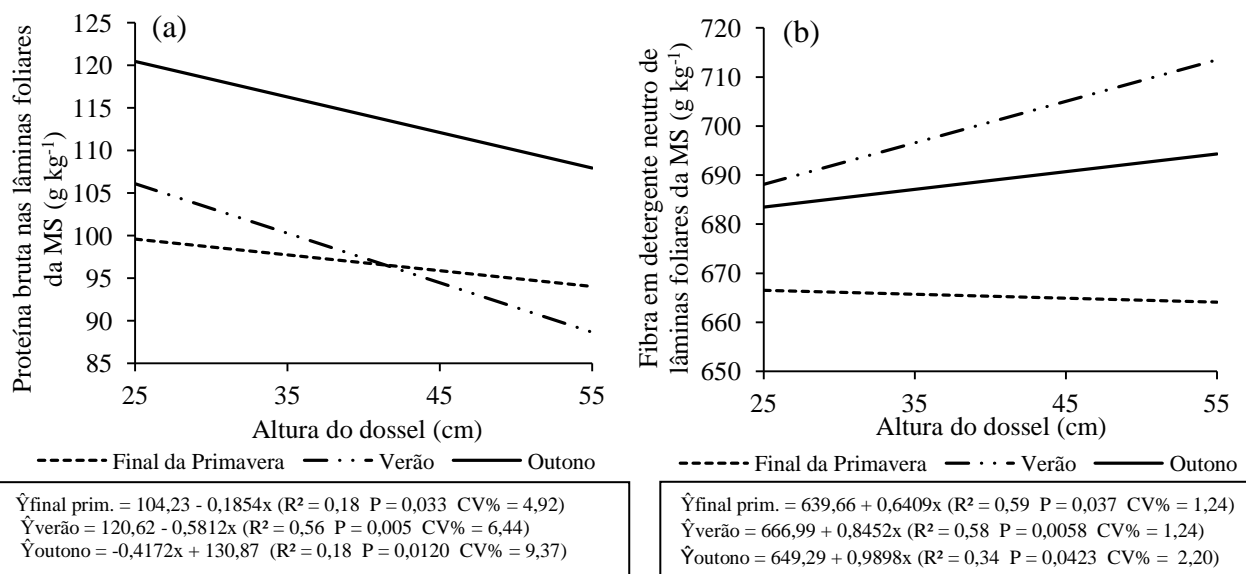 (a)
Proteína bruta nas lâminas foliares
da MS (g kg-1)
120
125
115
110
105
100
95
90
85
25
35
45
55
Altura do dossel (cm)
Final da Primavera
Verão
Outono
Ŷfinal prim. = 104,23 - 0,1854x (R² = 0,18 P = 0,033 CV% = 4,92)
Ŷverão = 120,62 - 0,5812x (R² = 0,56 P = 0,005 CV% = 6,44)
Ŷoutono = -0,4172x + 130,87 (R² = 0,18 P = 0,0120 CV% = 9,37)
(b)
Fibra em detergente neutro de
lâminas foliares da MS (g kg-1)
720
710
700
690
680
670
660
650
25
35
45
55
Altura do dossel (cm)
Final da Primavera
Verão
Outono
Ŷfinal prim. = 639,66 + 0,6409x (R² = 0,59 P = 0,037 CV% = 1,24)
Ŷverão = 666,99 + 0,8452x (R² = 0,58 P = 0,0058 CV% = 1,24)
Ŷoutono = 649,29 + 0,9898x (R² = 0,34 P = 0,0423 CV% = 2,20)